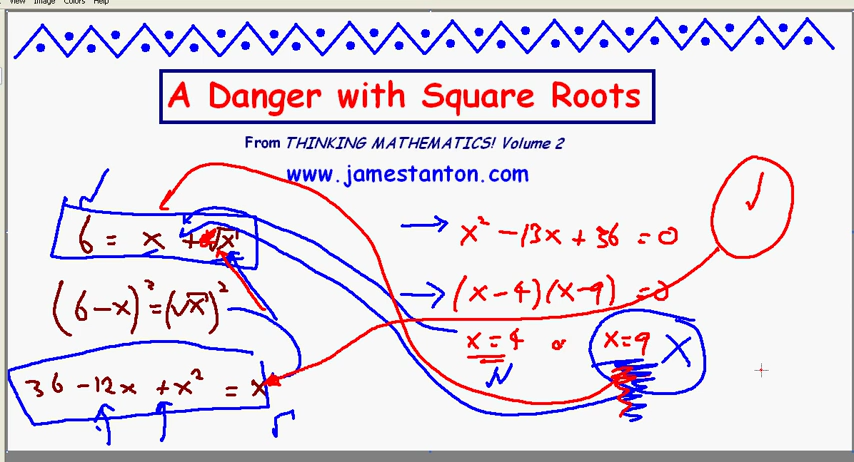 View Image Colors Help
A Danger with Square Roots
From THINKING MATHEMATICS! Volume 2
www.jamestanton.com
6 = x + √x
(6 - x)² = (√x)²
36 - 12x + x² = x
√
→ x² - 13x + 36 = 0
→ (x - 4)(x - 9) = 0
x = 4 or x = 9 X